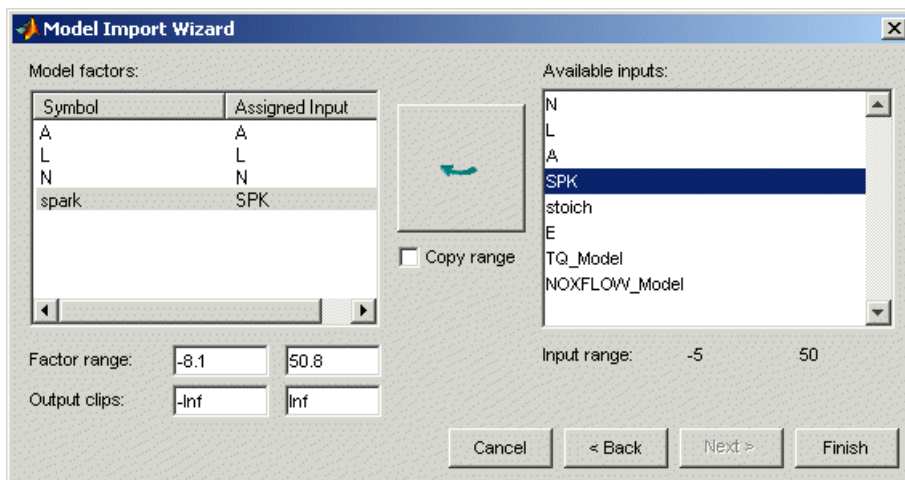 Model Import Wizard
Model factors:
Available inputs:
Symbol Assigned Input
A A
L L
N N
spark SPK
N
L
A
SPK
stoich
E
TQ_Model
NOXFLOW_Model
Copy range
Factor range: -8.1 50.8
Input range: -5 50
Output clips: -Inf Inf
Cancel < Back Next > Finish